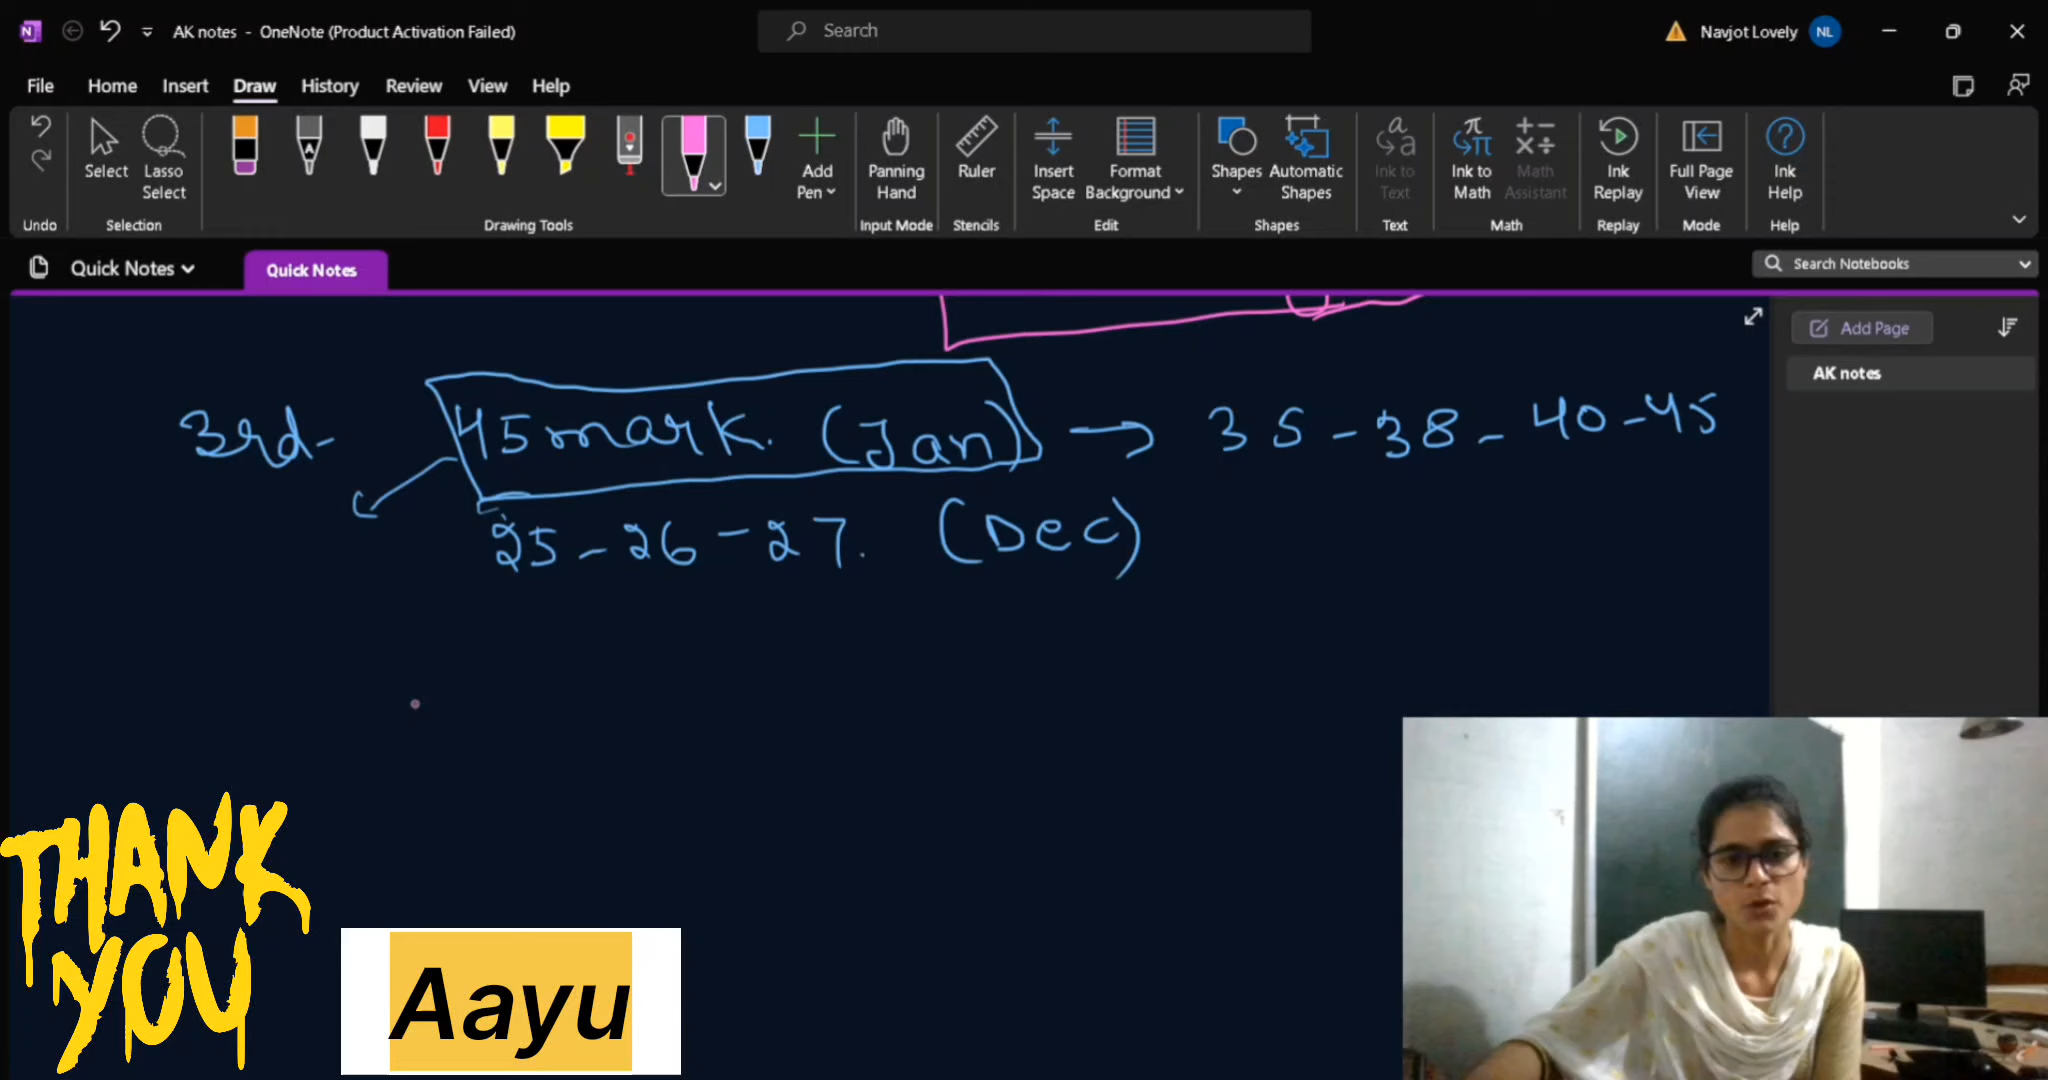 AK notes - OneNote (Product Activation Failed)
Search
Navjot Lovely
NL
File Home Insert Draw History Review View Help
Select
Lasso Select
Add Pen
Panning Hand
Ruler
Insert Space
Format Background
Shapes
Automatic Shapes
Ink to Text
Ink to Math
Math Assistant
Ink Replay
Full Page View
Ink Help
Undo Selection Drawing Tools Input Mode Stencils Edit Shapes Text Math Replay Mode Help
Quick Notes
Quick Notes
Search Notebooks
Add Page
AK notes
3rd- 45 mark. (Jan) → 35 - 38 - 40 - 45
25 - 26 - 27. (Dec)
THANK
YOU
Aayu